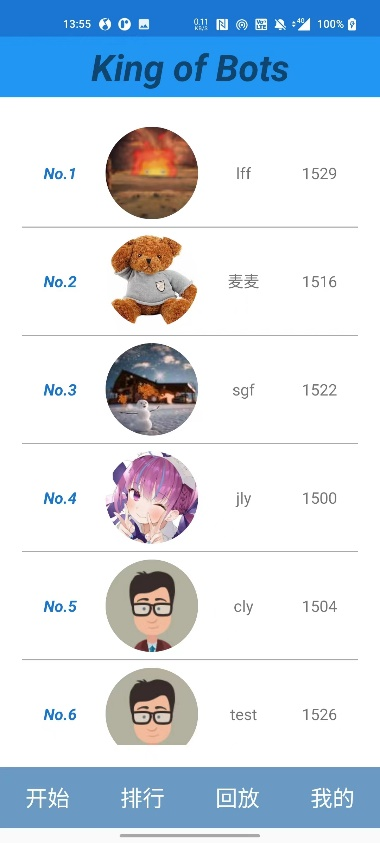 13:55 0.11 KB/S 4G 100%
King of Bots
No.1 lff 1529
No.2 麦麦 1516
No.3 sgf 1522
No.4 jly 1500
No.5 cly 1504
No.6 test 1526
开始 排行 回放 我的